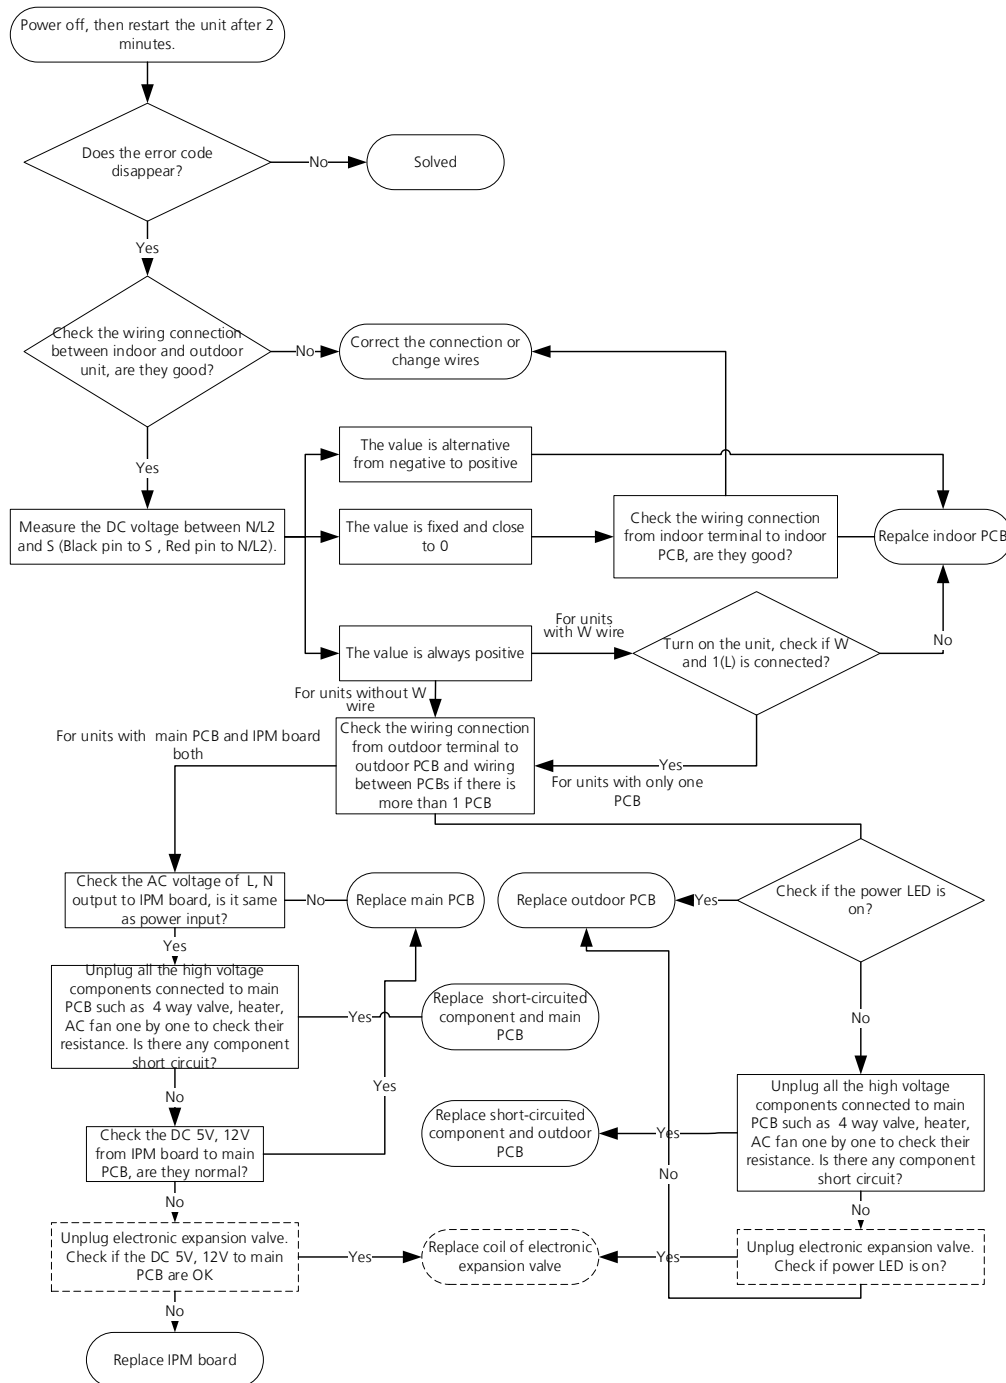 Power off, then restart the unit after 2
minutes.
Does the error code
disappear?
No
Solved
Yes
Check the wiring connection
between indoor and outdoor
unit, are they good?
No
Correct the connection or
change wires
Yes
The value is alternative
from negative to positive
Measure the DC voltage between N/L2
and S (Black pin to S , Red pin to N/L2).
The value is fixed and close
to 0
Check the wiring connection
from indoor terminal to indoor
PCB, are they good?
Repalce indoor PCB
The value is always positive
For units
with W wire
Turn on the unit, check if W
and 1(L) is connected?
No
For units without W
wire
For units with  main PCB and IPM board
both
Check the wiring connection
from outdoor terminal to
outdoor PCB and wiring
between PCBs if there is
more than 1 PCB
Yes
For units with only one
PCB
Check the AC voltage of  L, N
output to IPM board, is it same
as power input?
No
Replace main PCB
Replace outdoor PCB
Yes
Check if the power LED is
on?
Yes
Unplug all the high voltage
components connected to main
PCB such as  4 way valve, heater,
AC fan one by one to check their
resistance. Is there any component
short circuit?
Yes
Replace  short-circuited
component and main
PCB
No
Yes
No
Check the DC 5V, 12V
from IPM board to main
PCB, are they normal?
Replace short-circuited
component and outdoor
PCB
Yes
Unplug all the high voltage
components connected to main
PCB such as  4 way valve, heater,
AC fan one by one to check their
resistance. Is there any component
short circuit?
No
No
No
Unplug electronic expansion valve.
Check if the DC 5V, 12V to main
PCB are OK
Yes
Replace coil of electronic
expansion valve
Yes
Unplug electronic expansion valve.
Check if power LED is on?
No
Replace IPM board